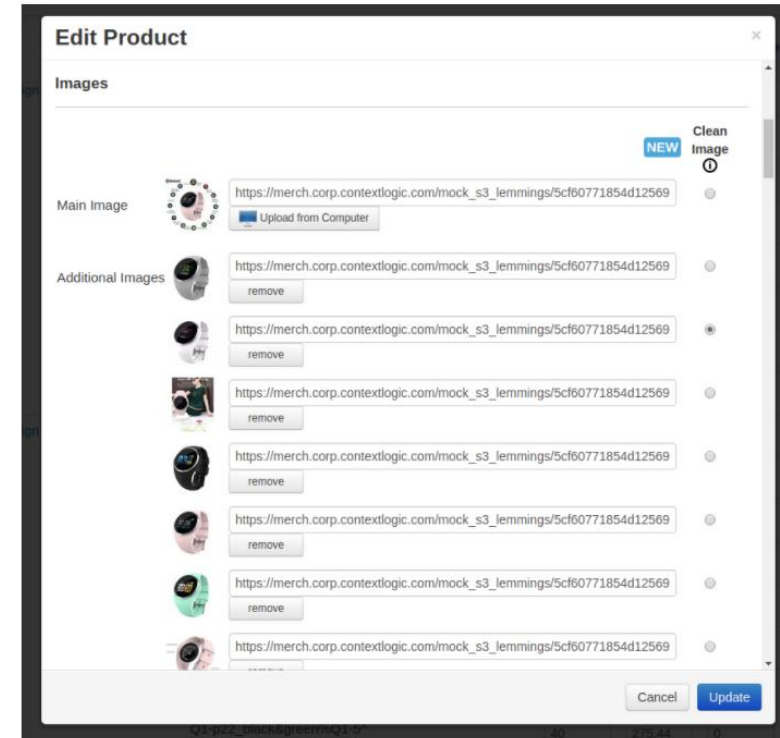 Edit Product ×
Images
Clean
NEW Image
Main Image https://merch.corp.contextlogic.com/mock_s3_lemmings/5cf60771854d12569
Upload from Computer
Additional Images https://merch.corp.contextlogic.com/mock_s3_lemmings/5cf60771854d12569
remove
https://merch.corp.contextlogic.com/mock_s3_lemmings/5cf60771854d12569
remove
https://merch.corp.contextlogic.com/mock_s3_lemmings/5cf60771854d12569
remove
https://merch.corp.contextlogic.com/mock_s3_lemmings/5cf60771854d12569
remove
https://merch.corp.contextlogic.com/mock_s3_lemmings/5cf60771854d12569
remove
https://merch.corp.contextlogic.com/mock_s3_lemmings/5cf60771854d12569
remove
https://merch.corp.contextlogic.com/mock_s3_lemmings/5cf60771854d12569
Cancel Update
40 275.44 0